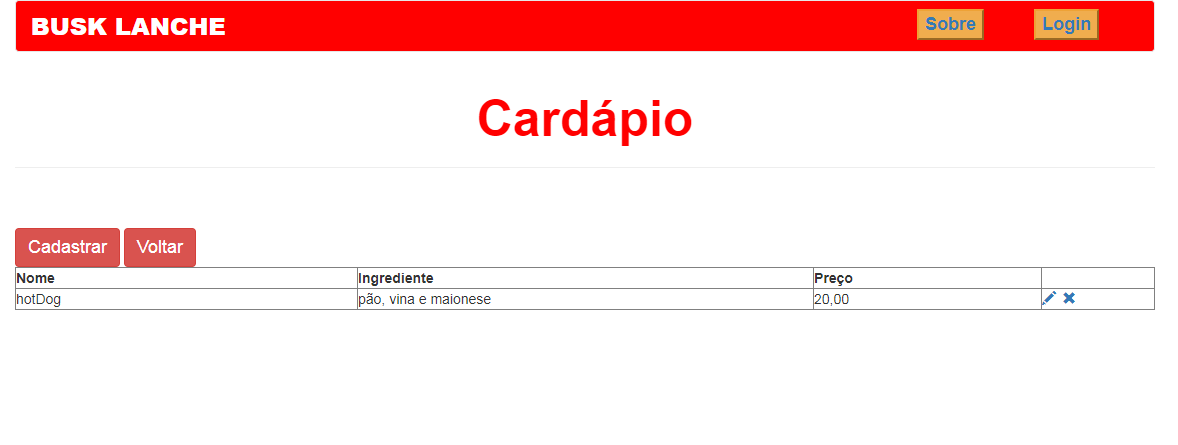 BUSK LANCHE Sobre Login
Cardápio
Cadastrar Voltar
Nome Ingrediente Preço
hotDog pão, vina e maionese 20,00